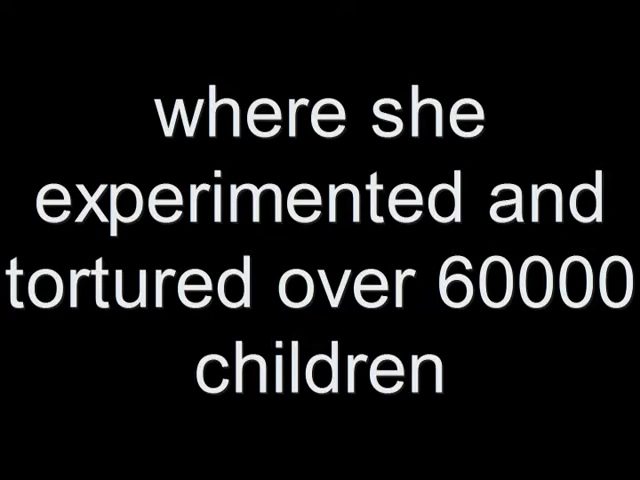 where she
experimented and
tortured over 60000
children